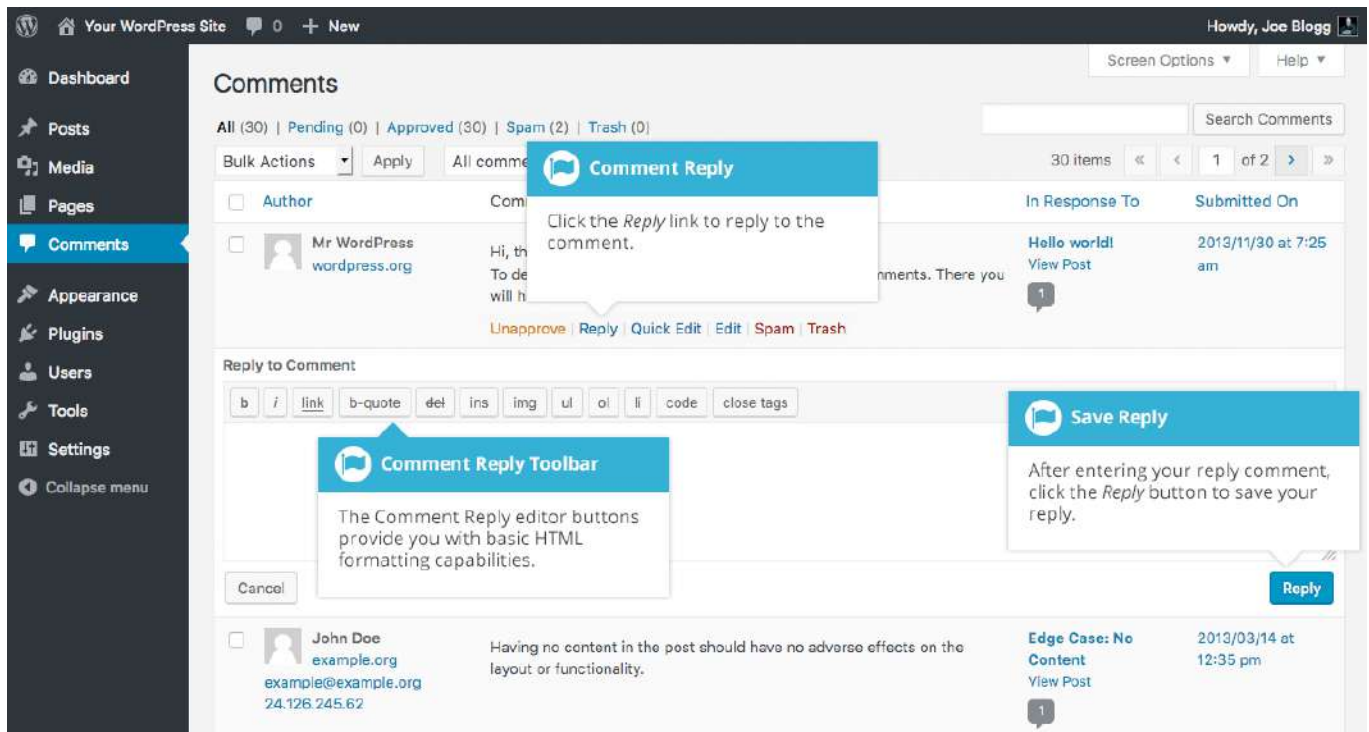 Your WordPress Site 0 + New Howdy, Joe Blogg
Screen Options ▼ Help ▼
Dashboard
Posts
Media
Pages
Comments
Appearance
Plugins
Users
Tools
Settings
Collapse menu
Comments
All (30) | Pending (0) | Approved (30) | Spam (2) | Trash (0)
Search Comments
Bulk Actions Apply All comme
30 items « ‹ 1 of 2 › »
Author Com In Response To Submitted On
Comment Reply
Click the Reply link to reply to the
comment.
Mr WordPress
wordpress.org
Hi, th
To de mments. There you
will h
Unapprove | Reply | Quick Edit | Edit | Spam | Trash
Hello world!
View Post
1
2013/11/30 at 7:25
am
Reply to Comment
b i link b-quote del ins img ul ol li code close tags
Comment Reply Toolbar
The Comment Reply editor buttons
provide you with basic HTML
formatting capabilities.
Save Reply
After entering your reply comment,
click the Reply button to save your
reply.
Cancel Reply
John Doe
example.org
example@example.org
24.126.245.62
Having no content in the post should have no adverse effects on the
layout or functionality.
Edge Case: No
Content
View Post
1
2013/03/14 at
12:35 pm